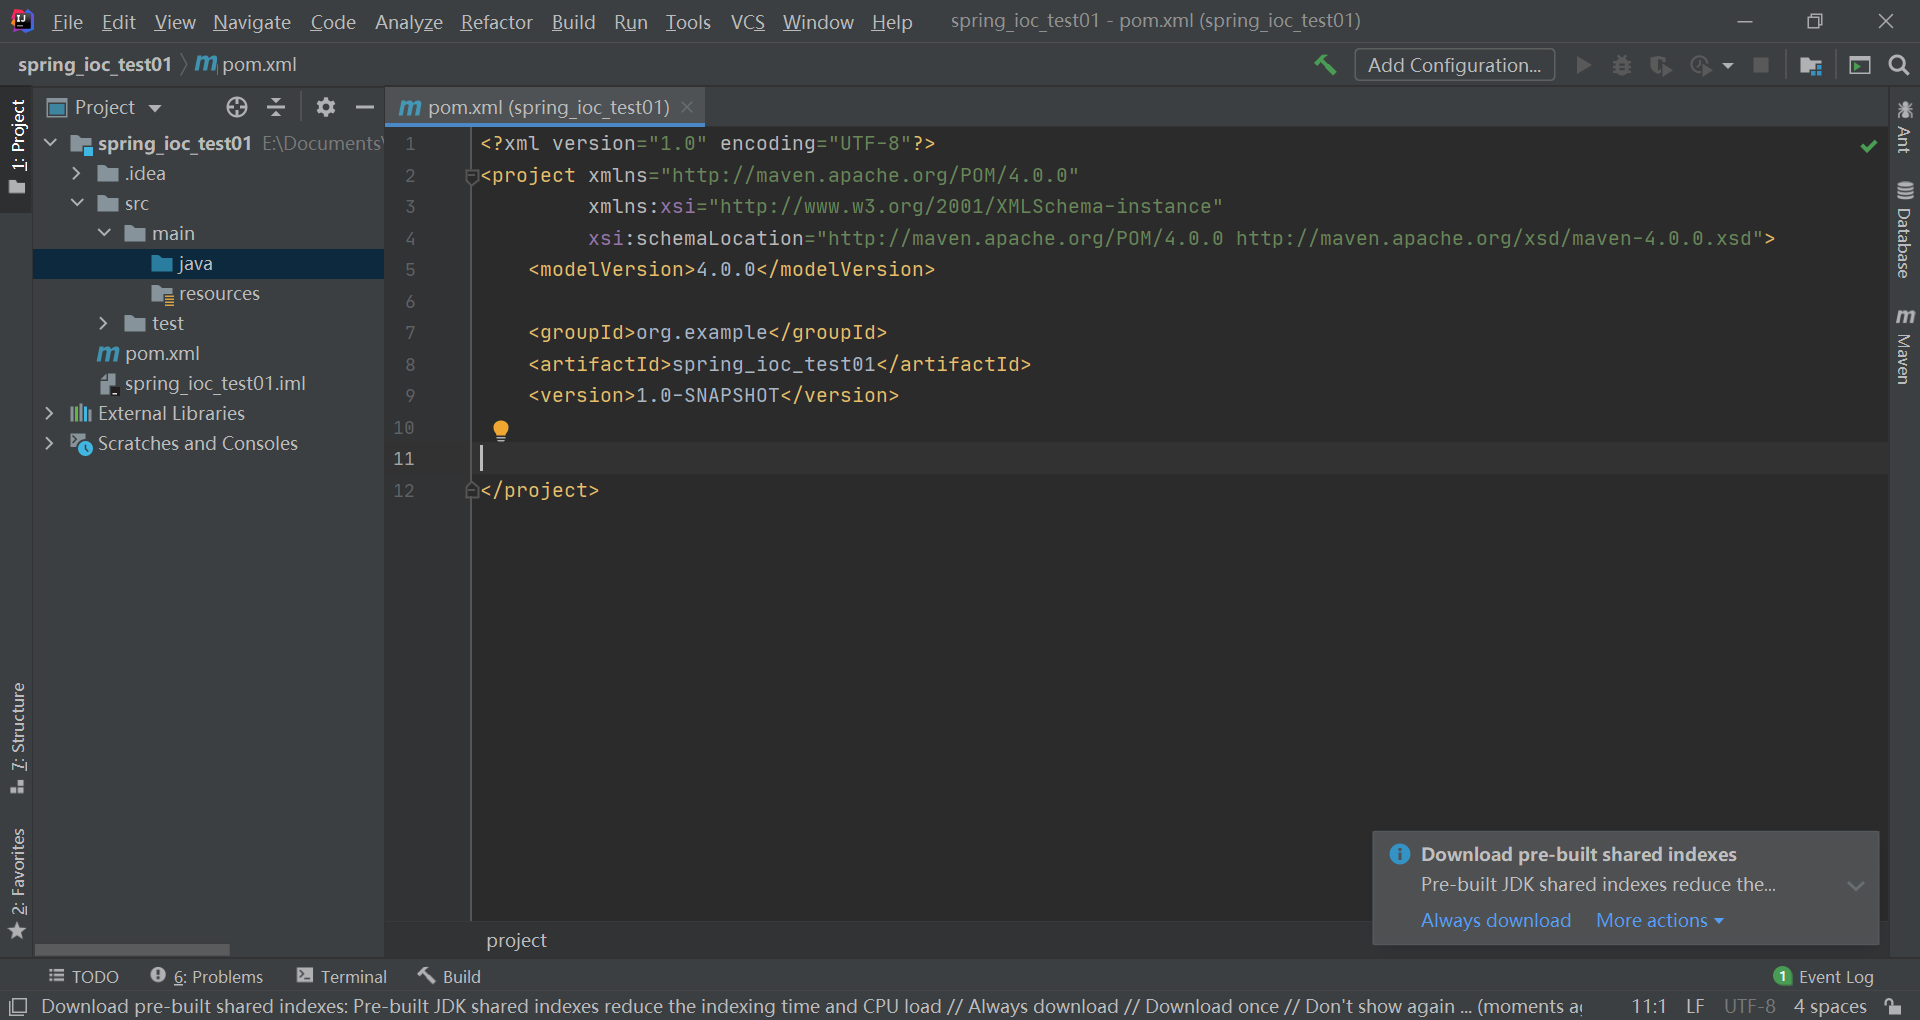 File Edit View Navigate Code Analyze Refactor Build Run Tools VCS Window Help spring_ioc_test01 - pom.xml (spring_ioc_test01)
spring_ioc_test01 pom.xml
Add Configuration...
1: Project
Project
pom.xml (spring_ioc_test01)
spring_ioc_test01 E:\Documents\
.idea
src
main
java
resources
test
pom.xml
spring_ioc_test01.iml
External Libraries
Scratches and Consoles
1 <?xml version="1.0" encoding="UTF-8"?>
2 <project xmlns="http://maven.apache.org/POM/4.0.0"
3 xmlns:xsi="http://www.w3.org/2001/XMLSchema-instance"
4 xsi:schemaLocation="http://maven.apache.org/POM/4.0.0 http://maven.apache.org/xsd/maven-4.0.0.xsd">
5 <modelVersion>4.0.0</modelVersion>
6
7 <groupId>org.example</groupId>
8 <artifactId>spring_ioc_test01</artifactId>
9 <version>1.0-SNAPSHOT</version>
10
11
12 </project>
Ant
Database
Maven
7: Structure
2: Favorites
Download pre-built shared indexes
Pre-built JDK shared indexes reduce the...
Always download More actions
project
TODO 6: Problems Terminal Build 1 Event Log
Download pre-built shared indexes: Pre-built JDK shared indexes reduce the indexing time and CPU load // Always download // Download once // Don't show again ... (moments ag 11:1 LF UTF-8 4 spaces